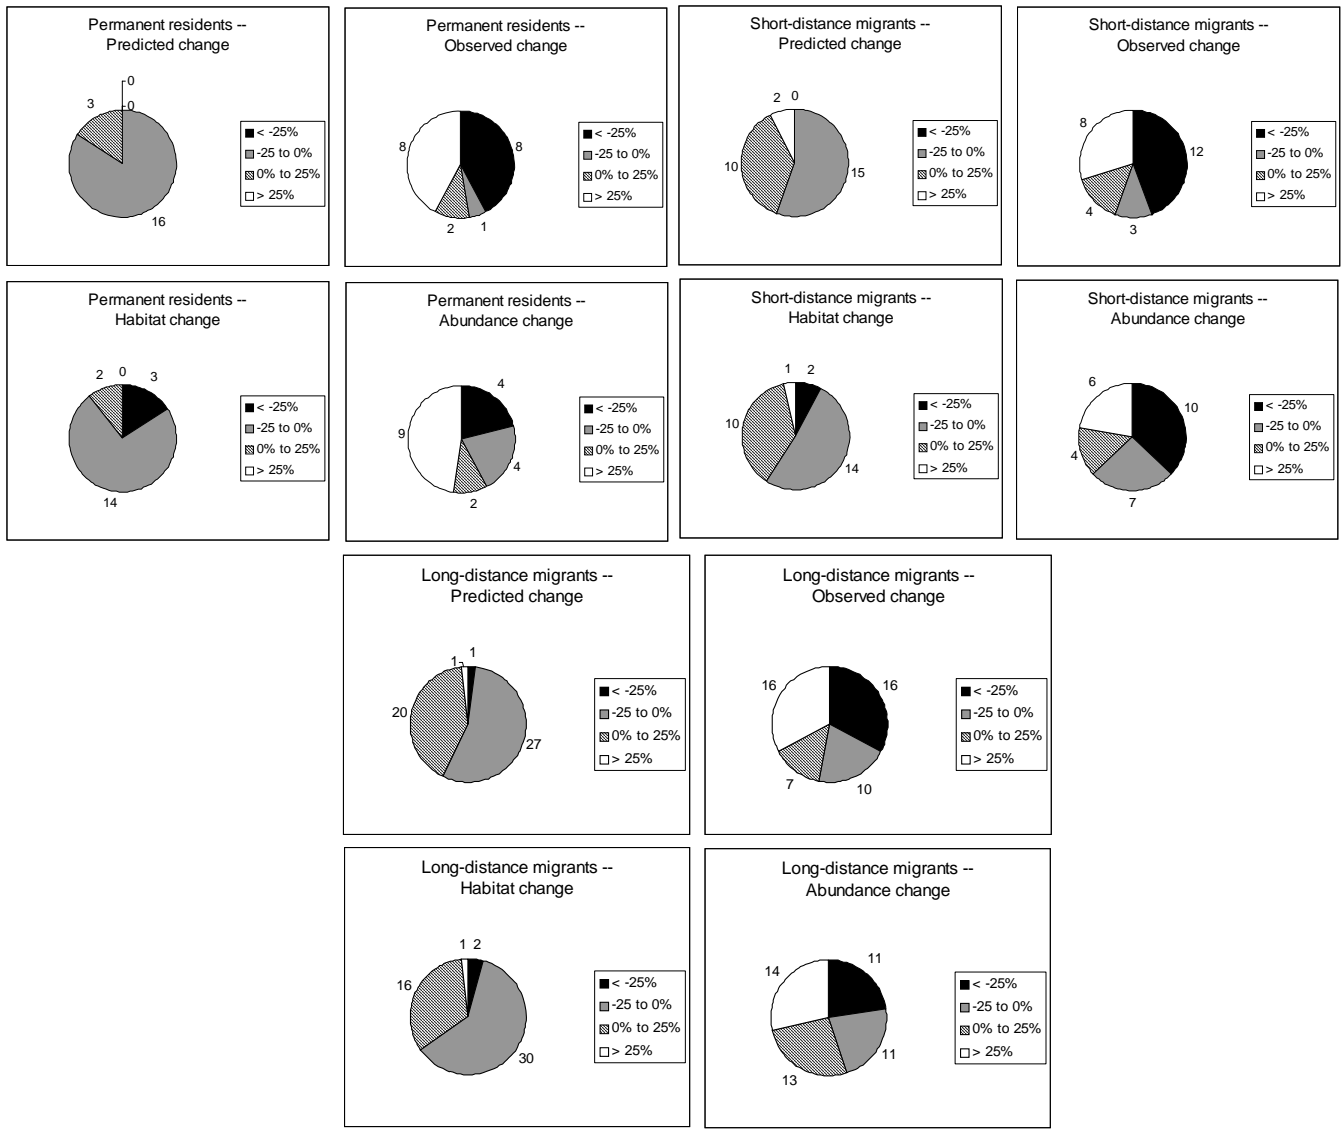 Permanent residents --
Predicted change
0
0
3
16
< -25%
-25 to 0%
0% to 25%
> 25%
Permanent residents --
Observed change
8
8
2
1
< -25%
-25 to 0%
0% to 25%
> 25%
Short-distance migrants --
Predicted change
2 0
10
15
< -25%
-25 to 0%
0% to 25%
> 25%
Short-distance migrants --
Observed change
8
12
4
3
< -25%
-25 to 0%
0% to 25%
> 25%
Permanent residents --
Habitat change
2 0 3
14
< -25%
-25 to 0%
0% to 25%
> 25%
Permanent residents --
Abundance change
4
9
4
2
< -25%
-25 to 0%
0% to 25%
> 25%
Short-distance migrants --
Habitat change
1 2
10
14
< -25%
-25 to 0%
0% to 25%
> 25%
Short-distance migrants --
Abundance change
6
10
4
7
< -25%
-25 to 0%
0% to 25%
> 25%
Long-distance migrants --
Predicted change
1 1
20
27
< -25%
-25 to 0%
0% to 25%
> 25%
Long-distance migrants --
Observed change
16 16
7
10
< -25%
-25 to 0%
0% to 25%
> 25%
Long-distance migrants --
Habitat change
1 2
16
30
< -25%
-25 to 0%
0% to 25%
> 25%
Long-distance migrants --
Abundance change
14 11
11
13
< -25%
-25 to 0%
0% to 25%
> 25%